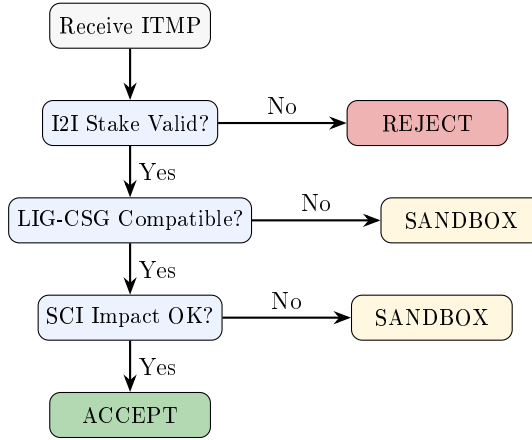 Receive ITMP
I2I Stake Valid?
No
REJECT
Yes
LIG-CSG Compatible?
No
SANDBOX
Yes
SCI Impact OK?
No
SANDBOX
Yes
ACCEPT